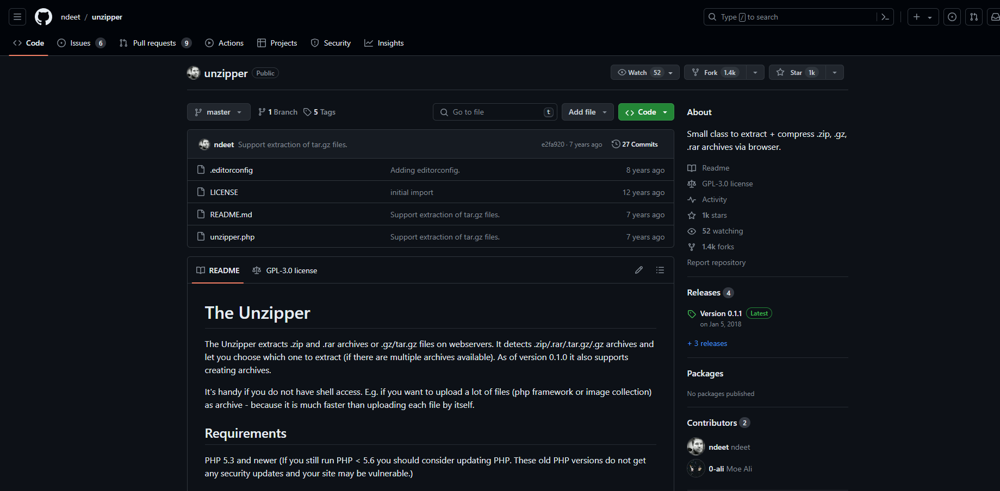 ndeet / unzipper
Type / to search
Code
Issues 6
Pull requests 9
Actions
Projects
Security
Insights
unzipper Public
Watch 52
Fork 1.4k
Star 1k
master
1 Branch
5 Tags
Go to file t
Add file
Code
ndeet Support extraction of tar.gz files. e2fa920 · 7 years ago 27 Commits
.editorconfig Adding editorconfig. 8 years ago
LICENSE initial import 12 years ago
README.md Support extraction of tar.gz files. 7 years ago
unzipper.php Support extraction of tar.gz files. 7 years ago
README GPL-3.0 license
The Unzipper
The Unzipper extracts .zip and .rar archives or .gz/tar.gz files on webservers. It detects .zip/.rar/.tar.gz/.gz archives and
let you choose which one to extract (if there are multiple archives available). As of version 0.1.0 it also supports
creating archives.
It's handy if you do not have shell access. E.g. if you want to upload a lot of files (php framework or image collection)
as archive - because it is much faster than uploading each file by itself.
Requirements
PHP 5.3 and newer (If you still run PHP < 5.6 you should consider updating PHP. These old PHP versions do not get
any security updates and your site may be vulnerable.)
About
Small class to extract + compress .zip, .gz,
.rar archives via browser.
Readme
GPL-3.0 license
Activity
1k stars
52 watching
1.4k forks
Report repository
Releases 4
Version 0.1.1 Latest
on Jan 5, 2018
+ 3 releases
Packages
No packages published
Contributors 2
ndeet ndeet
0-ali Moe Ali